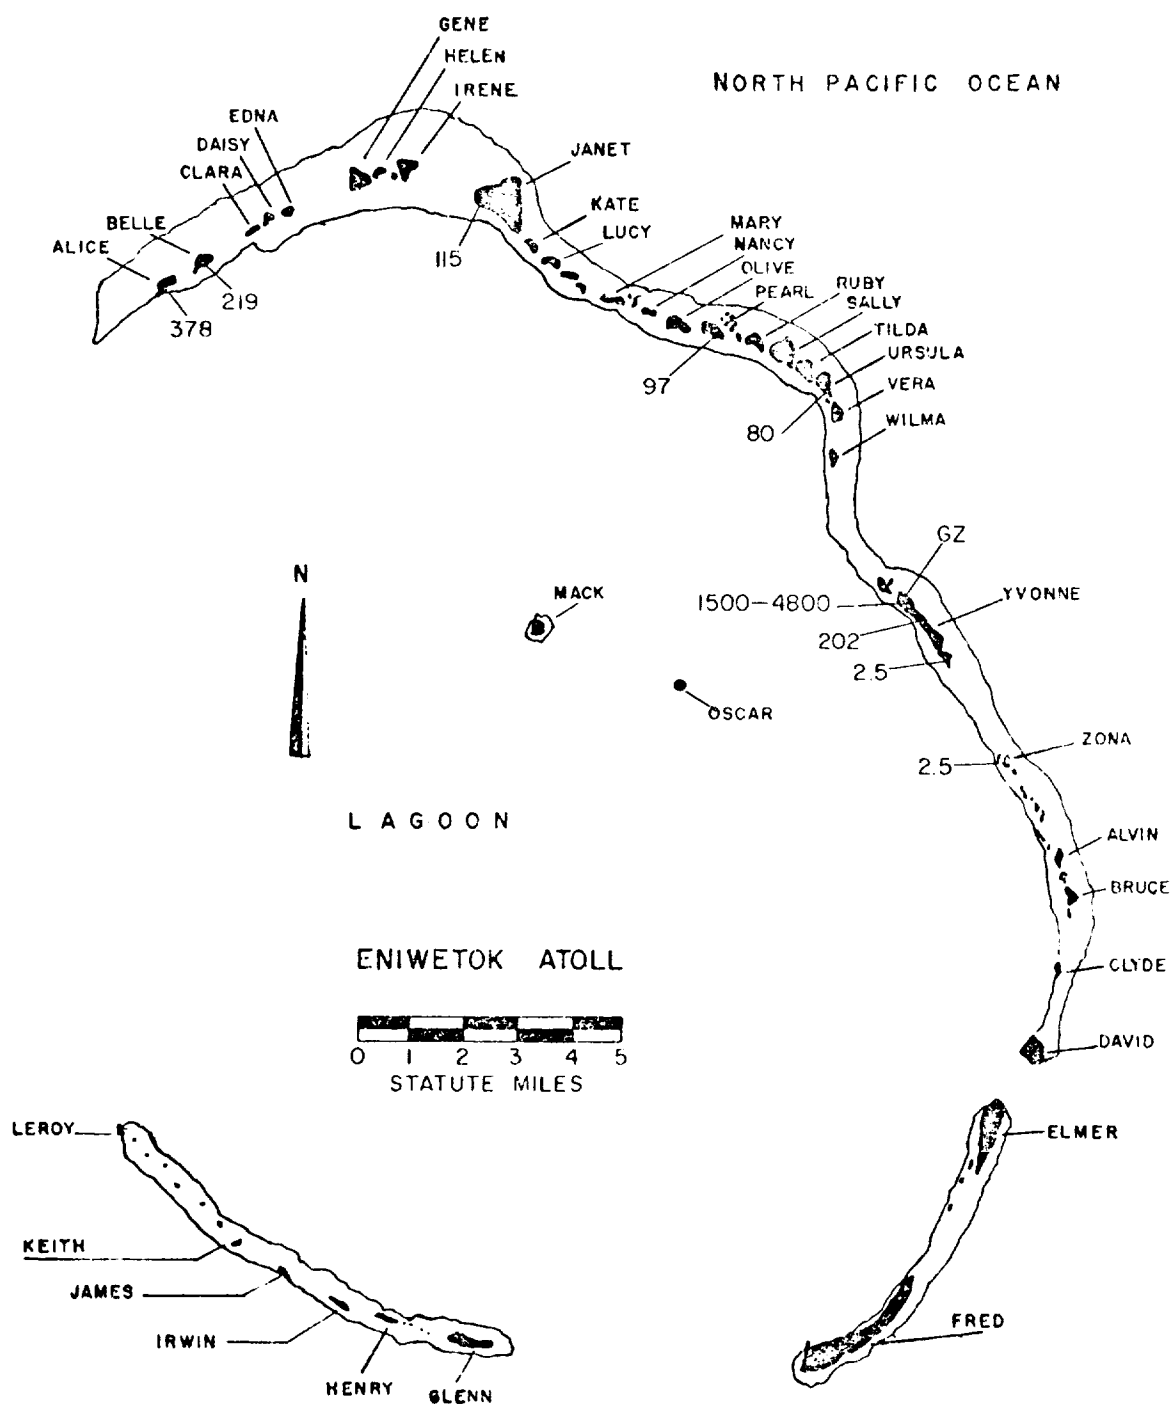 GENE
HELEN
IRENE
NORTH PACIFIC OCEAN
EDNA
DAISY
CLARA
BELLE
ALICE
JANET
KATE
LUCY
MARY
NANCY
OLIVE
PEARL
RUBY
SALLY
TILDA
URSULA
VERA
WILMA
115
219
378
97
80
GZ
N
MACK
1500-4800
YVONNE
202
2.5
OSCAR
ZONA
2.5
LAGOON
ALVIN
BRUCE
CLYDE
DAVID
ENIWETOK ATOLL
0 1 2 3 4 5
STATUTE MILES
LEROY
ELMER
KEITH
JAMES
IRWIN
HENRY
GLENN
FRED